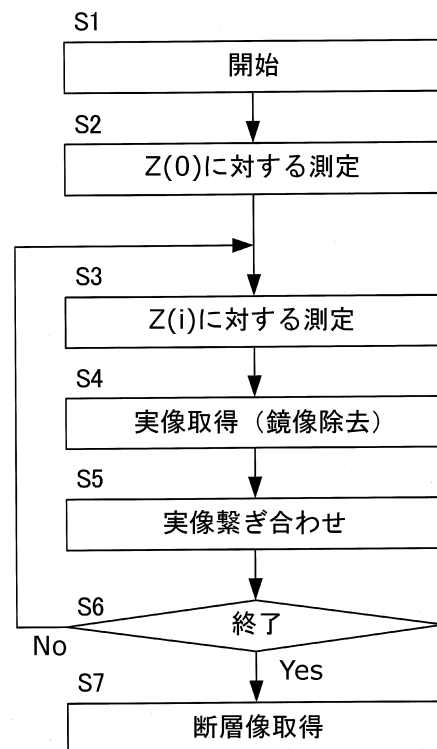 S1
開始
S2
Z(0)に対する測定
S3
Z(i)に対する測定
S4
実像取得（鏡像除去）
S5
実像繋ぎ合わせ
S6
終了
No
Yes
S7
断層像取得